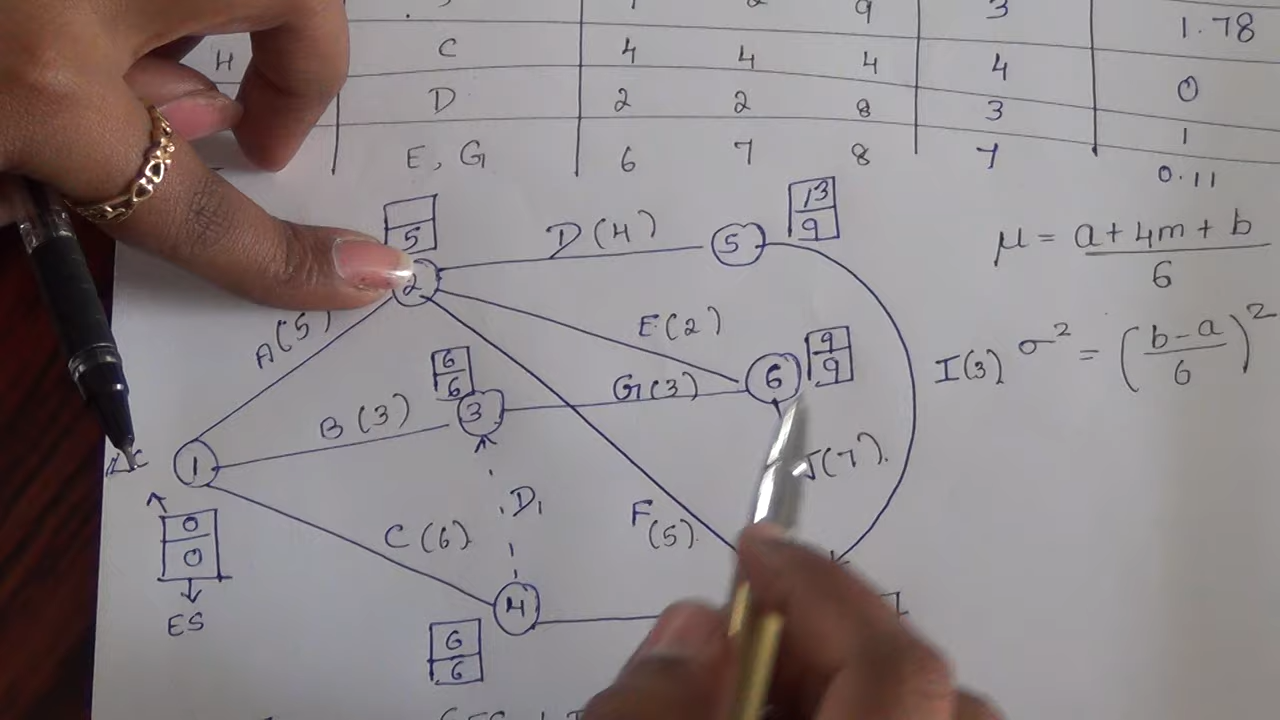 9 3 1.78
H C 4 4 4 4 0
D 2 2 8 3 1
E, G 6 7 8 7 0.11
5
2
D(4)
5
13
9
μ = a + 4m + b
6
A(5)
E(2)
6
9
9
I(3)
σ² = (b - a)²
6
6
6
3
B(3)
G(3)
J(7)
1
C(6)
D₁
F(5)
0
0
ES
4
6
6